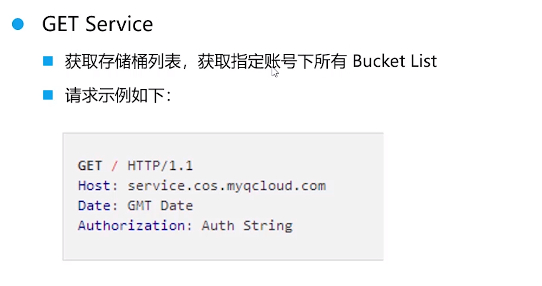 GET Service
获取存储桶列表，获取指定账号下所有 Bucket List
请求示例如下：
GET / HTTP/1.1
Host: service.cos.myqcloud.com
Date: GMT Date
Authorization: Auth String